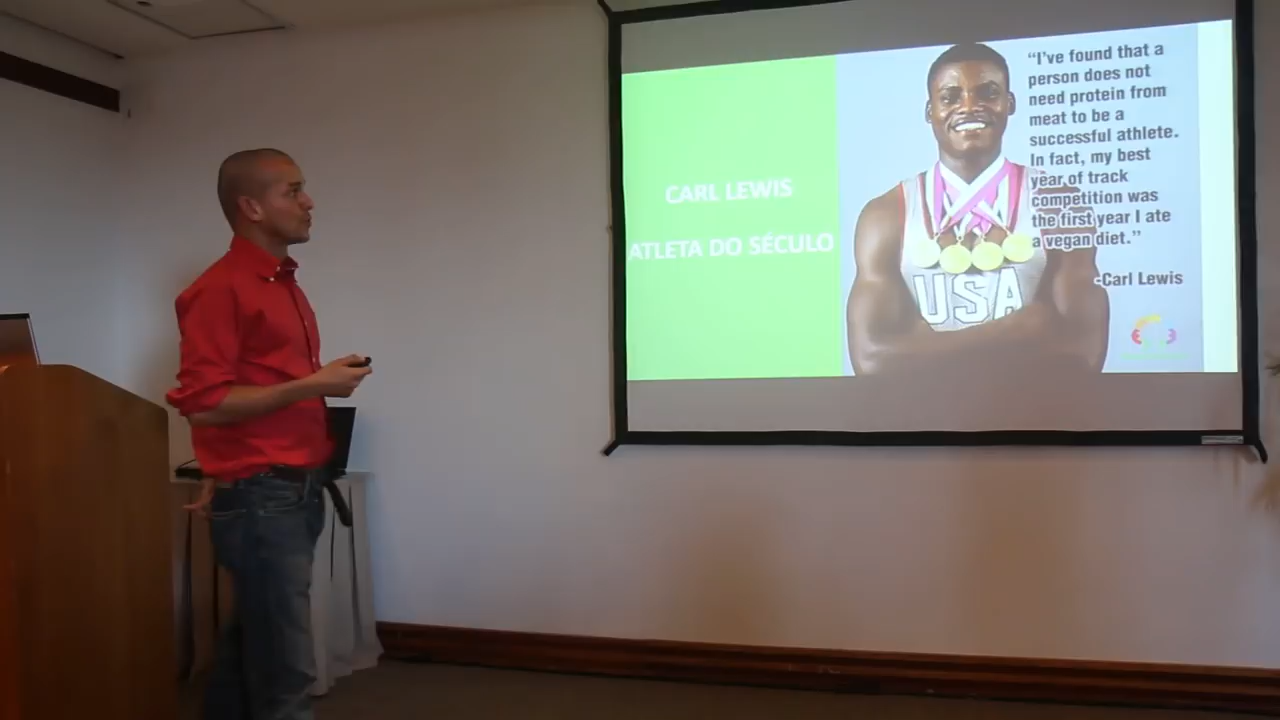 CARL LEWIS
ATLETA DO SÉCULO
“I’ve found that a
person does not
need protein from
meat to be a
successful athlete.
In fact, my best
year of track
competition was
the first year I ate
a vegan diet.”
-Carl Lewis
USA